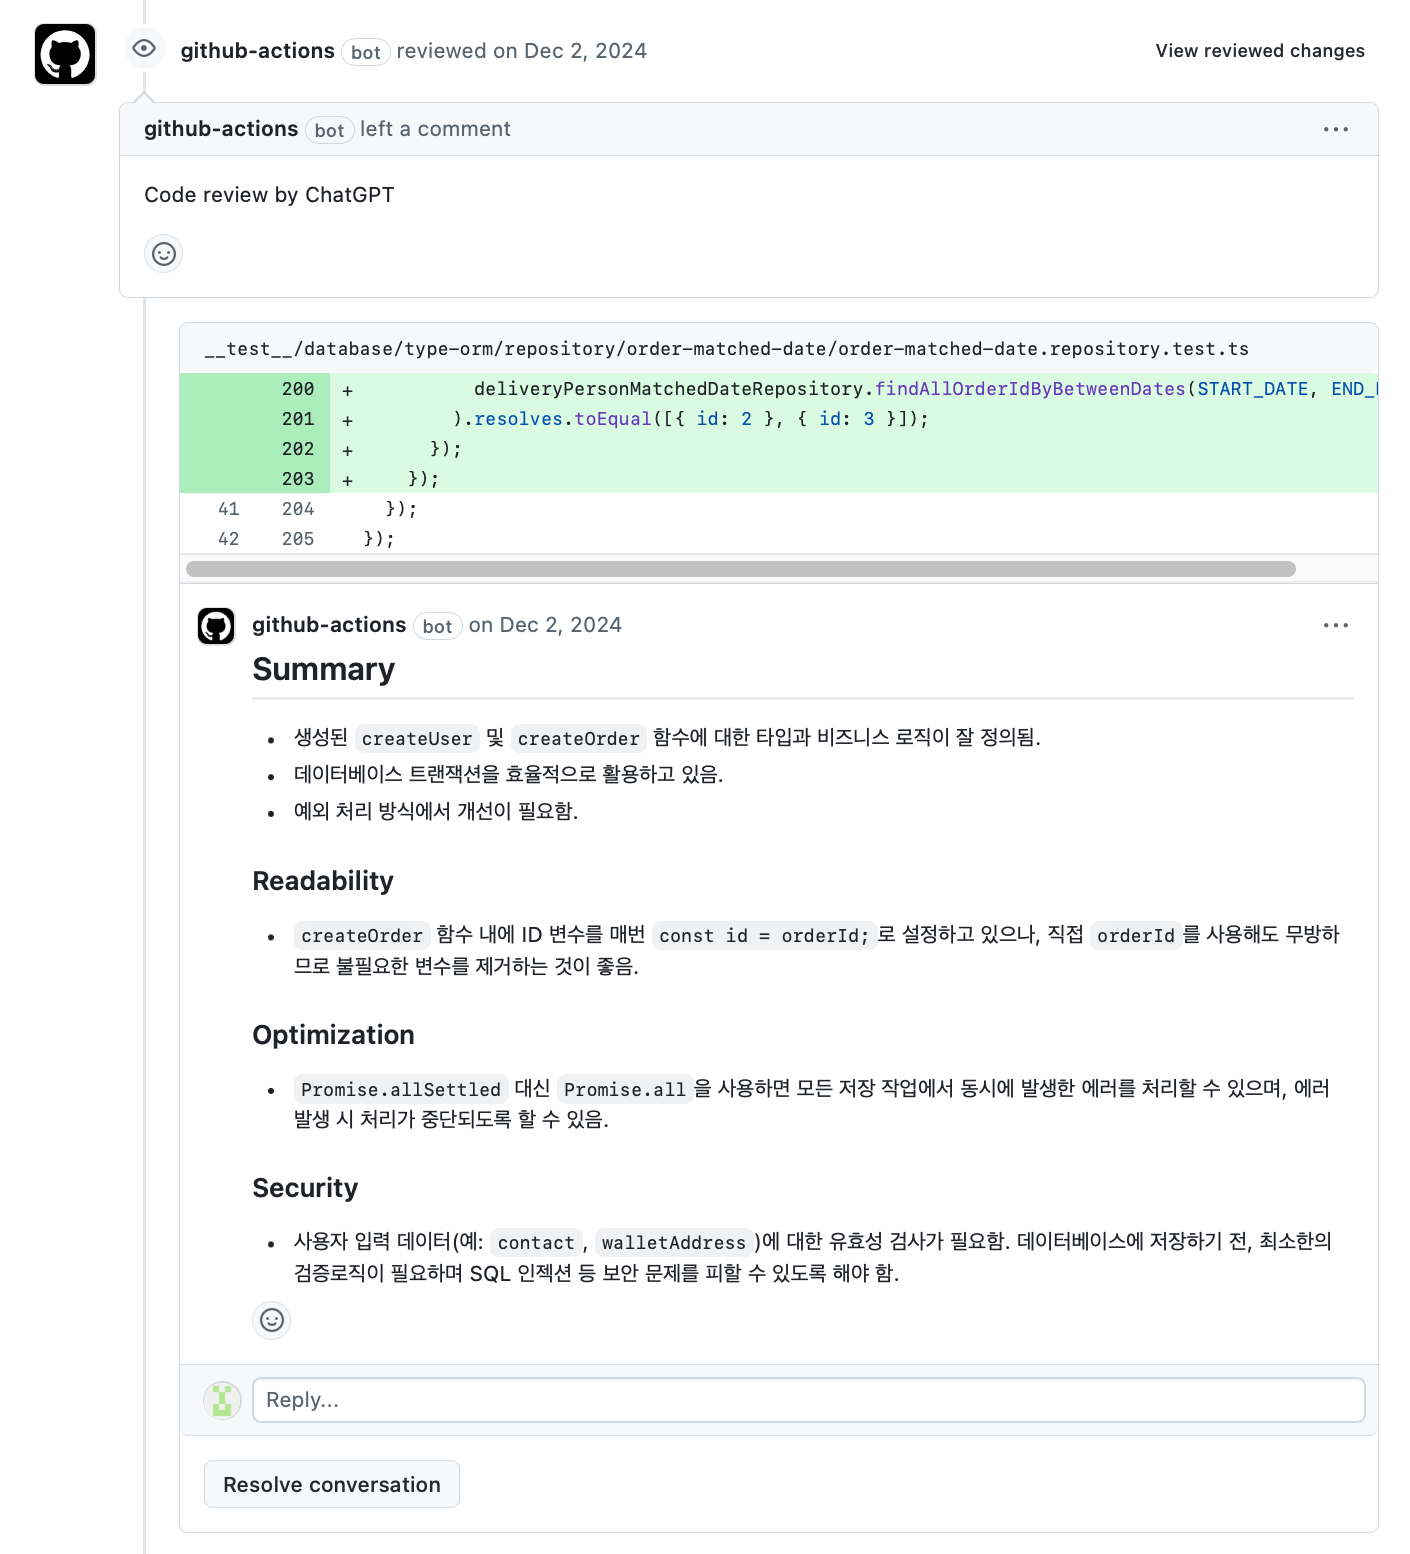 github-actions bot reviewed on Dec 2, 2024
View reviewed changes
github-actions bot left a comment
Code review by ChatGPT
__test__/database/type-orm/repository/order-matched-date/order-matched-date.repository.test.ts
200 + deliveryPersonMatchedDateRepository.findAllOrderIdByBetweenDates(START_DATE, END_
201 + ).resolves.toEqual([{ id: 2 }, { id: 3 }]);
202 + });
203 + });
41 204 });
42 205 });
github-actions bot on Dec 2, 2024
Summary
• 생성된 createUser 및 createOrder 함수에 대한 타입과 비즈니스 로직이 잘 정의됨.
• 데이터베이스 트랜잭션을 효율적으로 활용하고 있음.
• 예외 처리 방식에서 개선이 필요함.
Readability
• createOrder 함수 내에 ID 변수를 매번 const id = orderId;로 설정하고 있으나, 직접 orderId를 사용해도 무방하
므로 불필요한 변수를 제거하는 것이 좋음.
Optimization
• Promise.allSettled 대신 Promise.all을 사용하면 모든 저장 작업에서 동시에 발생한 에러를 처리할 수 있으며, 에러
발생 시 처리가 중단되도록 할 수 있음.
Security
• 사용자 입력 데이터(예: contact, walletAddress)에 대한 유효성 검사가 필요함. 데이터베이스에 저장하기 전, 최소한의
검증로직이 필요하며 SQL 인젝션 등 보안 문제를 피할 수 있도록 해야 함.
Reply...
Resolve conversation